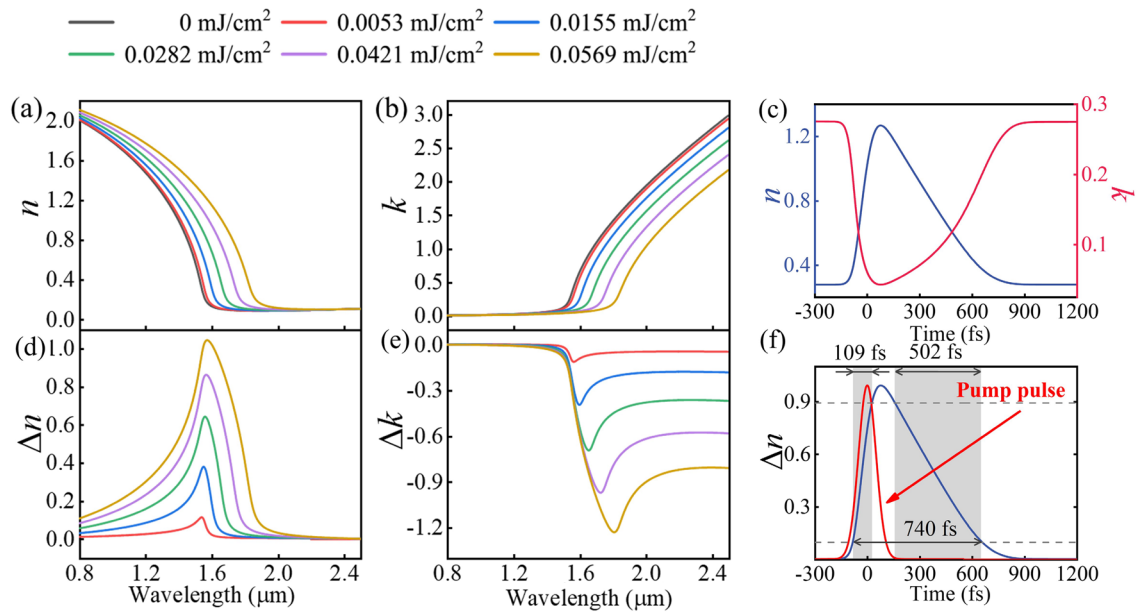 0 mJ/cm² 0.0053 mJ/cm² 0.0155 mJ/cm²
0.0282 mJ/cm² 0.0421 mJ/cm² 0.0569 mJ/cm²
(a)
2.0
1.6
1.2
0.8
0.4
0.0
n
(b)
3.0
2.5
2.0
1.5
1.0
0.5
0.0
k
(c)
1.2
0.8
0.4
n
0.3
0.2
0.1
k
-300 0 300 600 900 1200
Time (fs)
(d)
1.0
0.8
0.6
0.4
0.2
0.0
Δn
0.8 1.2 1.6 2.0 2.4
Wavelength (μm)
(e)
0.0
-0.3
-0.6
-0.9
-1.2
Δk
0.8 1.2 1.6 2.0 2.4
Wavelength (μm)
(f)
109 fs 502 fs
Pump pulse
740 fs
0.9
0.6
0.3
Δn
-300 0 300 600 900 1200
Time (fs)